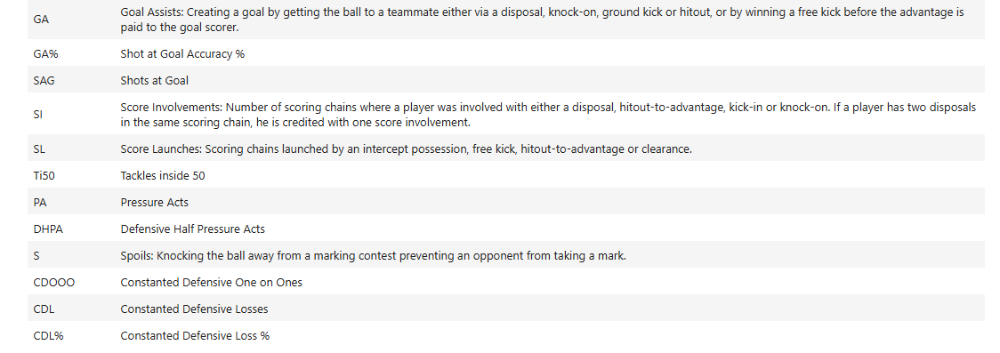 GA Goal Assists: Creating a goal by getting the ball to a teammate either via a disposal, knock-on, ground kick or hitout, or by winning a free kick before the advantage is
paid to the goal scorer.
GA% Shot at Goal Accuracy %
SAG Shots at Goal
SI Score Involvements: Number of scoring chains where a player was involved with either a disposal, hitout-to-advantage, kick-in or knock-on. If a player has two disposals
in the same scoring chain, he is credited with one score involvement.
SL Score Launches: Scoring chains launched by an intercept possession, free kick, hitout-to-advantage or clearance.
Ti50 Tackles inside 50
PA Pressure Acts
DHPA Defensive Half Pressure Acts
S Spoils: Knocking the ball away from a marking contest preventing an opponent from taking a mark.
CDOOO Constanted Defensive One on Ones
CDL Constanted Defensive Losses
CDL% Constanted Defensive Loss %